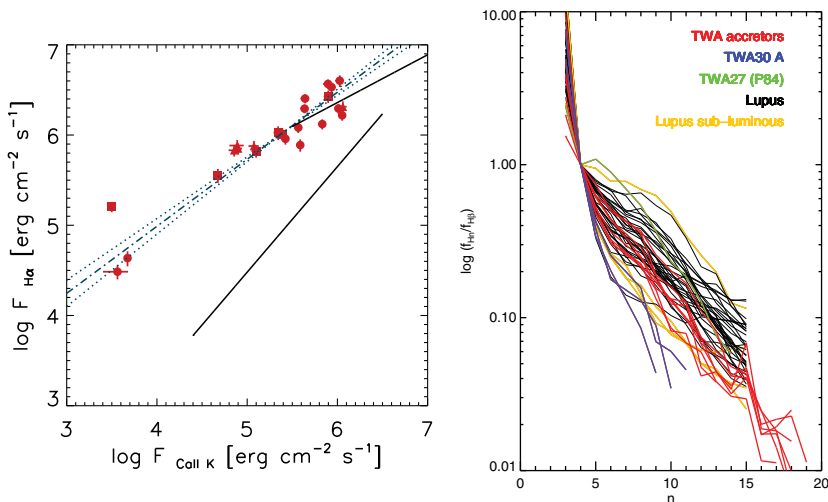 7
6
5
4
3
log F Hα [erg cm⁻² s⁻¹]
3 4 5 6 7
log F CaII K [erg cm⁻² s⁻¹]
10.00
1.00
0.10
0.01
log (fHn/fHβ)
TWA accretors
TWA30 A
TWA27 (P84)
Lupus
Lupus sub-luminous
0 5 10 15 20
n